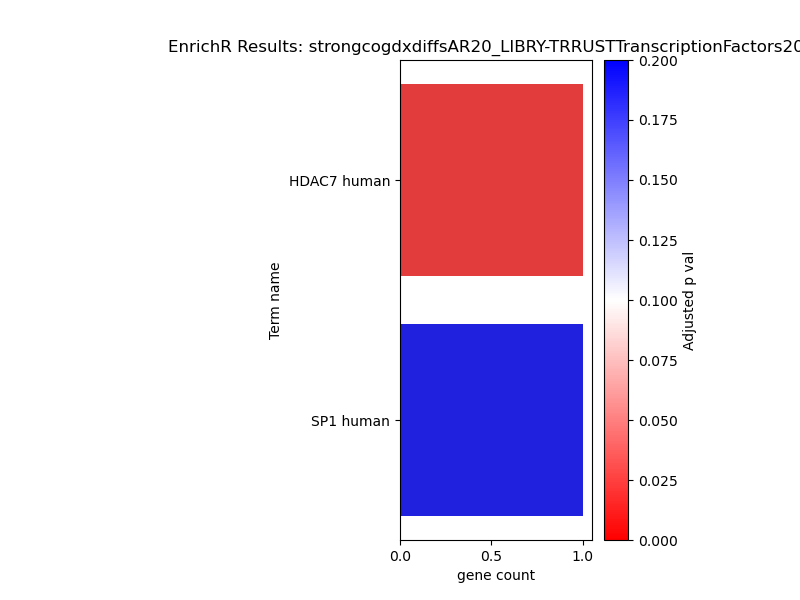 EnrichR Results: strongcogdxdiffsAR20_LIBRY-TRRUSTTranscriptionFactors20
HDAC7 human
SP1 human
Term name
0.0 0.5 1.0
gene count
0.200
0.175
0.150
0.125
0.100
0.075
0.050
0.025
0.000
Adjusted p val